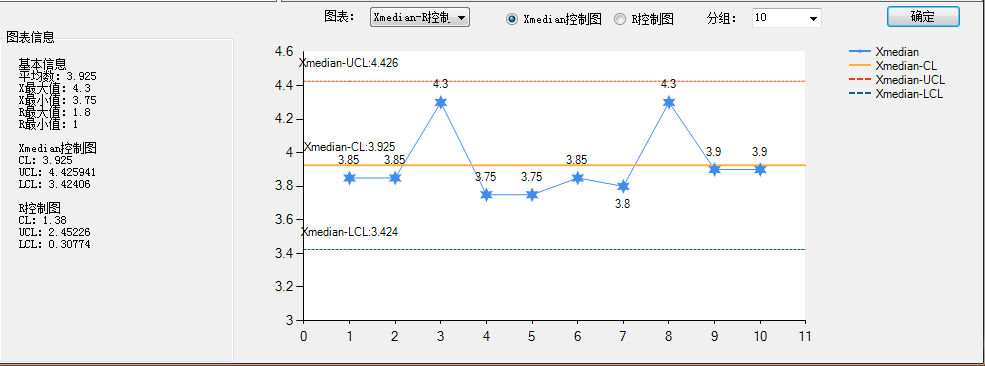 图表: Xmedian-R控制 Xmedian控制图 R控制图 分组: 10 确定
图表信息
基本信息
平均数: 3.925
X最大值: 4.3
X最小值: 3.75
R最大值: 1.8
R最小值: 1
Xmedian控制图
CL: 3.925
UCL: 4.425941
LCL: 3.42406
R控制图
CL: 1.38
UCL: 2.45226
LCL: 0.30774
4.6
4.4
4.2
4
3.8
3.6
3.4
3.2
3
Xmedian-UCL:4.426
Xmedian-CL:3.925
Xmedian-LCL:3.424
3.85 3.85 4.3 3.75 3.75 3.85 3.8 4.3 3.9 3.9
0 1 2 3 4 5 6 7 8 9 10 11
Xmedian
Xmedian-CL
Xmedian-UCL
Xmedian-LCL